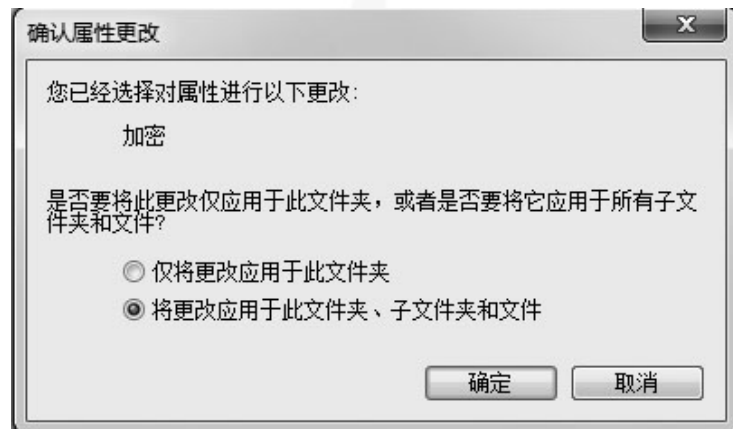 确认属性更改
您已经选择对属性进行以下更改:
加密
是否要将此更改仅应用于此文件夹，或者是否要将它应用于所有子文
件夹和文件?
仅将更改应用于此文件夹
将更改应用于此文件夹、子文件夹和文件
确定
取消